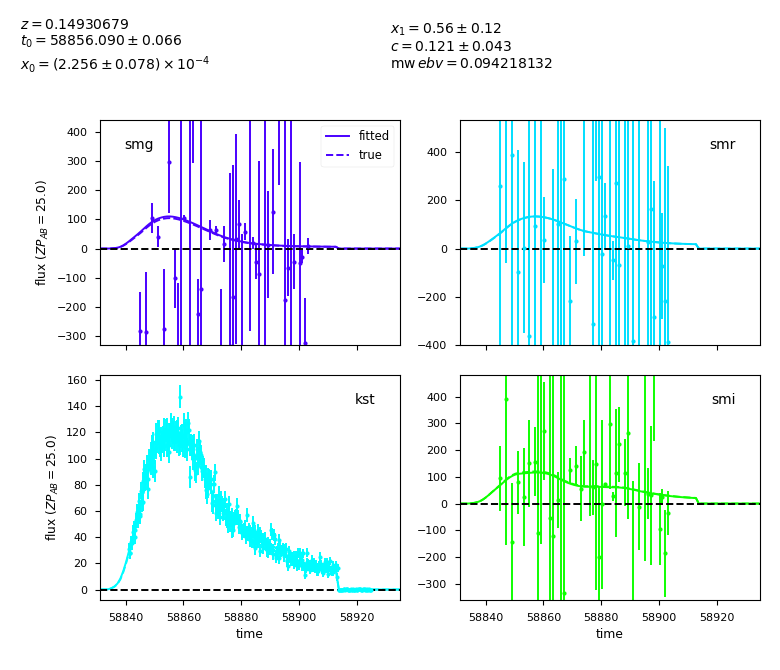 z = 0.14930679
t₀ = 58856.090 ± 0.066
x₀ = (2.256 ± 0.078) × 10⁻⁴
x₁ = 0.56 ± 0.12
c = 0.121 ± 0.043
mw ebv = 0.094218132
smg
fitted
true
400
300
200
100
0
−100
−200
−300
flux (ZP_AB = 25.0)
smr
400
200
0
−200
−400
kst
160
140
120
100
80
60
40
20
0
flux (ZP_AB = 25.0)
58840 58860 58880 58900 58920
time
smi
400
300
200
100
0
−100
−200
−300
58840 58860 58880 58900 58920
time